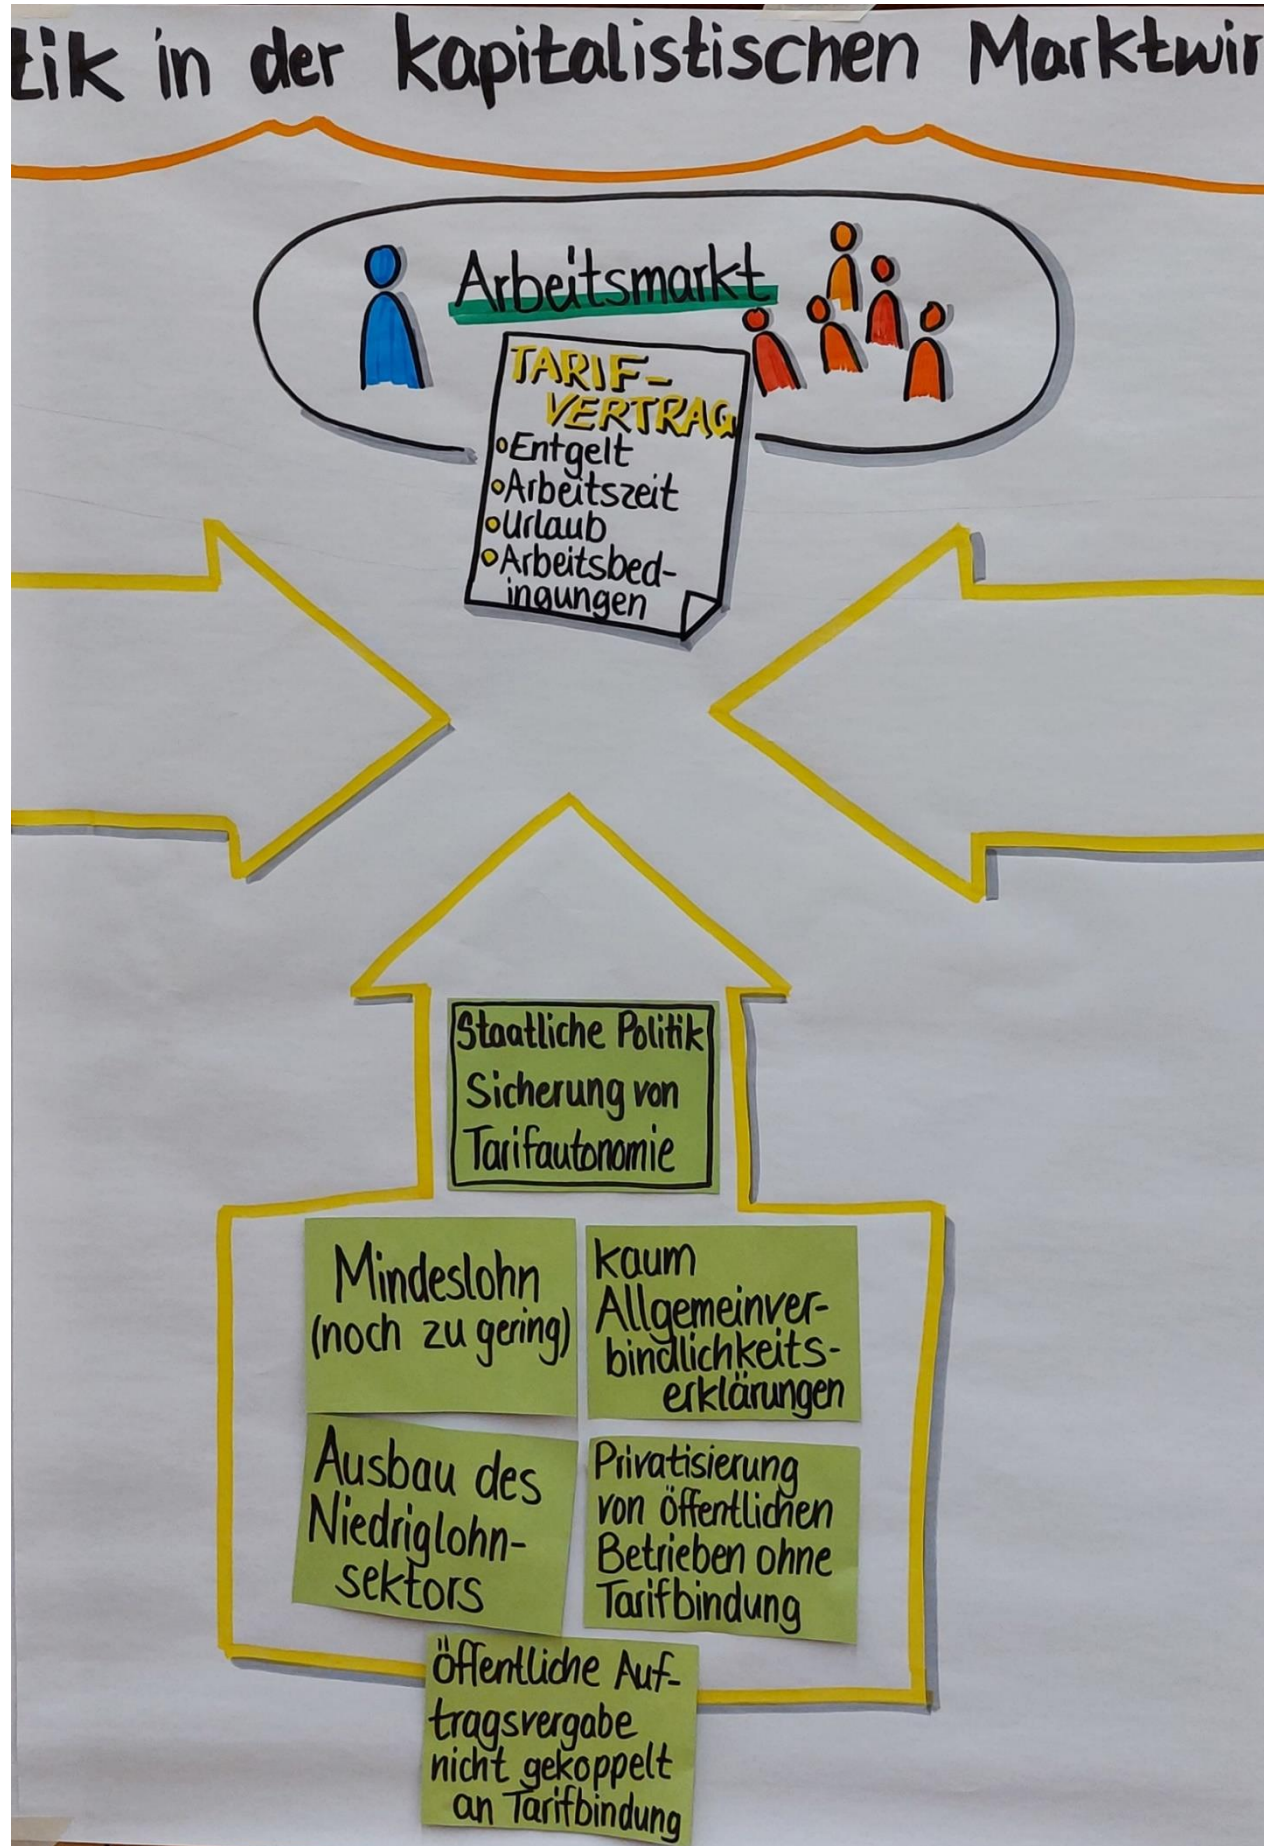 tik in der kapitalistischen Marktwir
Arbeitsmarkt
TARIF-
VERTRAG
Entgelt
Arbeitszeit
Urlaub
Arbeitsbed-
ingungen
Staatliche Politik
Sicherung von
Tarifautonomie
Mindeslohn
(noch zu gering)
kaum
Allgemeinver-
bindlichkeits-
erklärungen
Ausbau des
Niedriglohn-
sektors
Privatisierung
von öffentlichen
Betrieben ohne
Tarifbindung
Öffentliche Auf-
tragsvergabe
nicht gekoppelt
an Tarifbindung